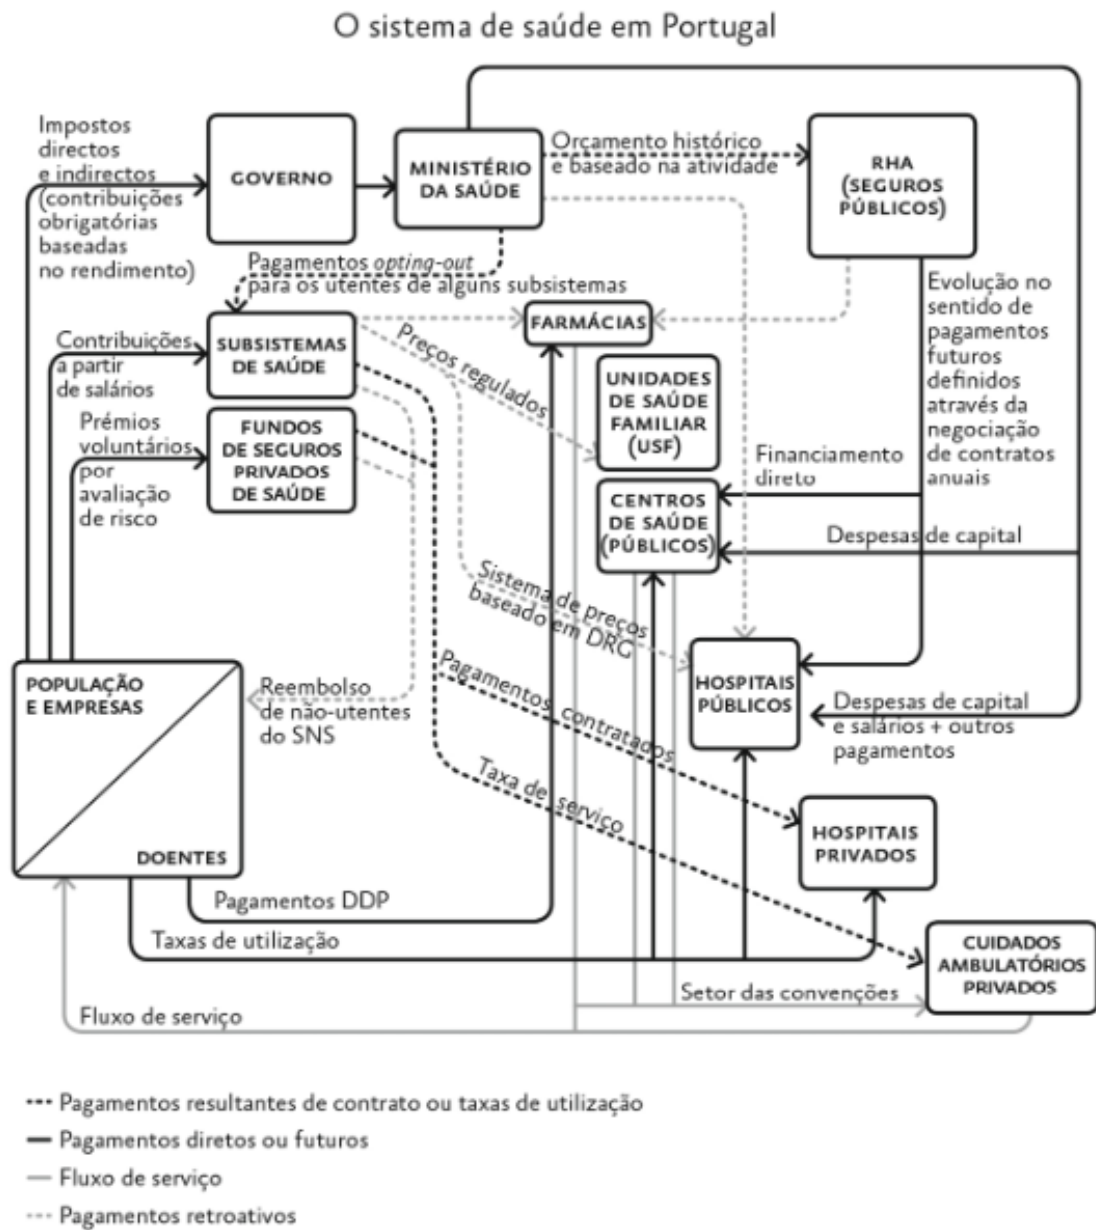 O sistema de saúde em Portugal
Impostos
directos
e indirectos
(contribuições
obrigatórias
baseadas
no rendimento)
GOVERNO
MINISTÉRIO
DA SAÚDE
Orçamento histórico
e baseado na atividade
RHA
(SEGUROS
PÚBLICOS)
Pagamentos opting-out
para os utentes de alguns subsistemas
Evolução no
sentido de
pagamentos
futuros
definidos
através da
negociação
de contratos
anuais
Contribuições
a partir
de salários
SUBSISTEMAS
DE SAÚDE
FARMÁCIAS
Preços regulados
UNIDADES
DE SAÚDE
FAMILIAR
(USF)
Prémios
voluntários
por
avaliação
de risco
FUNDOS
DE SEGUROS
PRIVADOS
DE SAÚDE
Financiamento
direto
CENTROS
DE SAÚDE
(PÚBLICOS)
Despesas de capital
Sistema de preços
baseado em DRG
POPULAÇÃO
E EMPRESAS
Reembolso
de não-utentes
do SNS
Pagamentos contratados
HOSPITAIS
PÚBLICOS
Despesas de capital
e salários + outros
pagamentos
Taxa de serviço
HOSPITAIS
PRIVADOS
DOENTES
Pagamentos DDP
Taxas de utilização
CUIDADOS
AMBULATÓRIOS
PRIVADOS
Setor das convenções
Fluxo de serviço
Pagamentos resultantes de contrato ou taxas de utilização
Pagamentos diretos ou futuros
Fluxo de serviço
Pagamentos retroativos